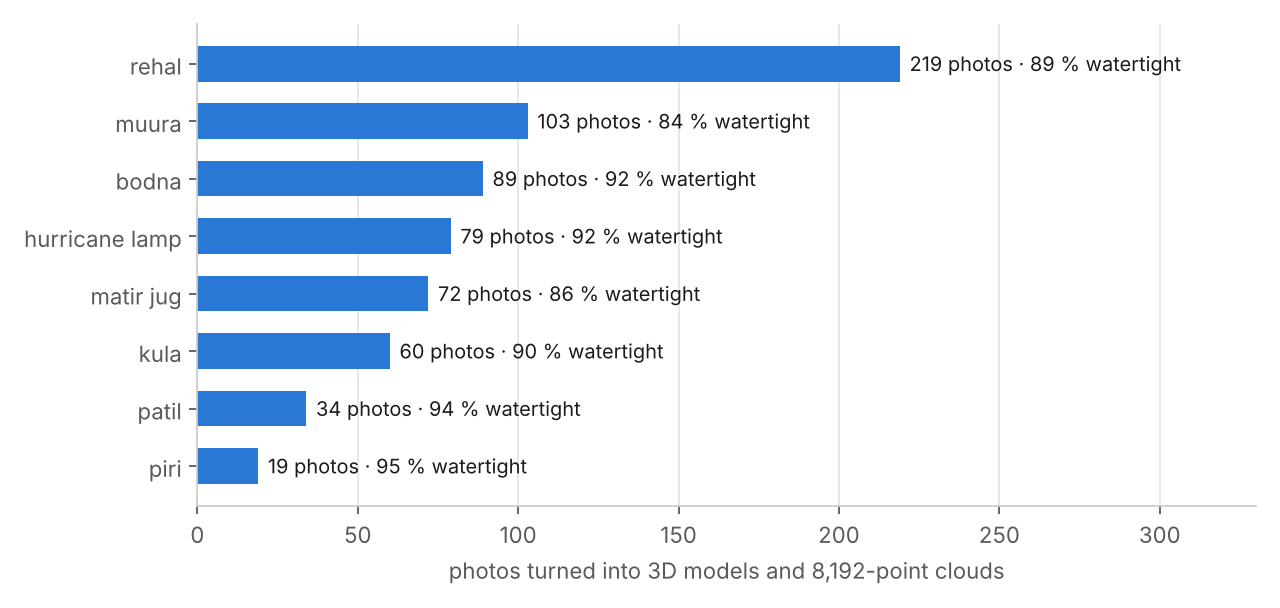 rehal 219 photos · 89 % watertight
muura 103 photos · 84 % watertight
bodna 89 photos · 92 % watertight
hurricane lamp 79 photos · 92 % watertight
matir jug 72 photos · 86 % watertight
kula 60 photos · 90 % watertight
patil 34 photos · 94 % watertight
piri 19 photos · 95 % watertight
0 50 100 150 200 250 300
photos turned into 3D models and 8,192-point clouds